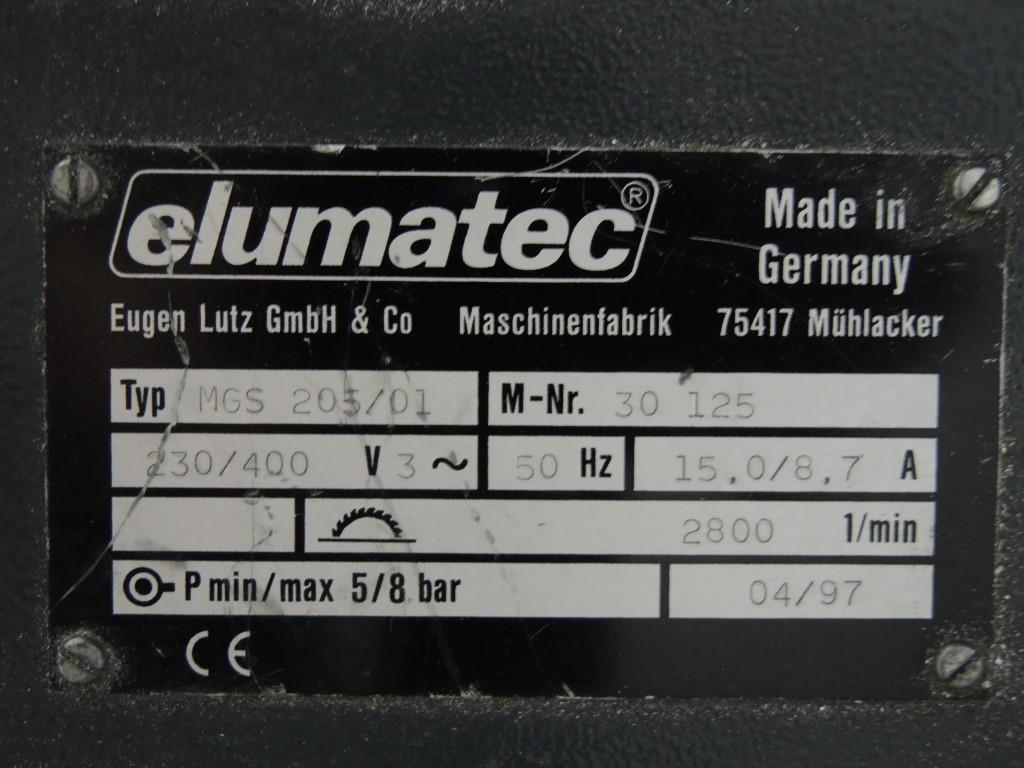 elumatec®
Made in
Germany
Eugen Lutz GmbH & Co Maschinenfabrik 75417 Mühlacker
Typ MGS 205/01 M-Nr. 30 125
230/400 V 3 ~ 50 Hz 15,0/8,7 A
2800 1/min
P min/max 5/8 bar 04/97
CE